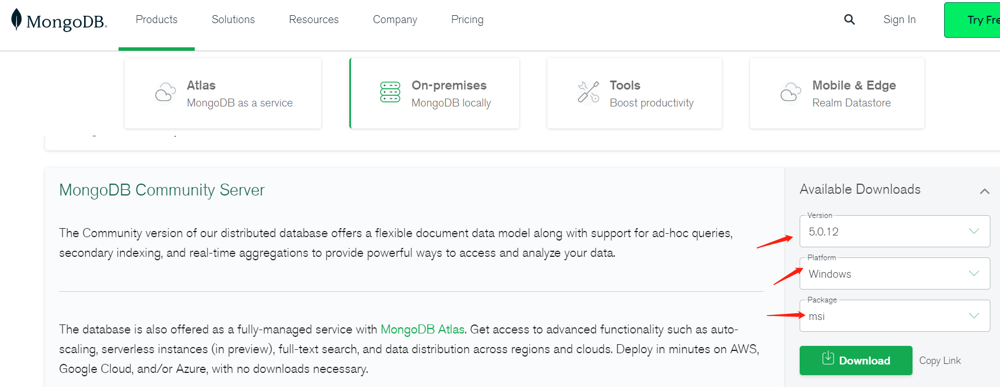 MongoDB.
Products
Solutions
Resources
Company
Pricing
Sign In
Atlas
MongoDB as a service
On-premises
MongoDB locally
Tools
Boost productivity
Mobile & Edge
Realm Datastore
MongoDB Community Server
The Community version of our distributed database offers a flexible document data model along with support for ad-hoc queries,
secondary indexing, and real-time aggregations to provide powerful ways to access and analyze your data.
The database is also offered as a fully-managed service with MongoDB Atlas. Get access to advanced functionality such as auto-
scaling, serverless instances (in preview), full-text search, and data distribution across regions and clouds. Deploy in minutes on AWS,
Google Cloud, and/or Azure, with no downloads necessary.
Available Downloads
Version
5.0.12
Platform
Windows
Package
msi
Download
Copy Link
Try Fre